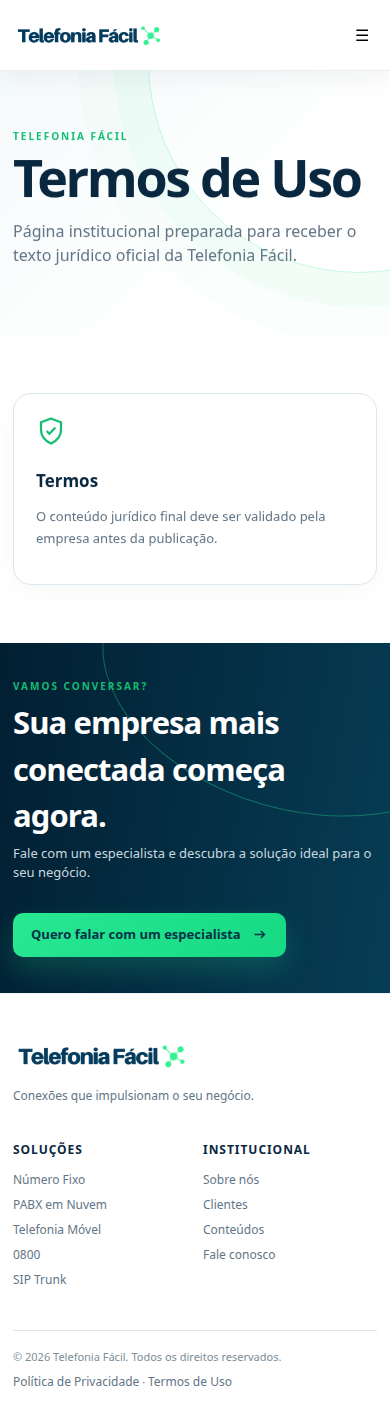 Telefonia Fácil
☰
TELEFONIA FÁCIL
Termos de Uso
Página institucional preparada para receber o
texto jurídico oficial da Telefonia Fácil.
Termos
O conteúdo jurídico final deve ser validado pela
empresa antes da publicação.
VAMOS CONVERSAR?
Sua empresa mais
conectada começa
agora.
Fale com um especialista e descubra a solução ideal para o
seu negócio.
Quero falar com um especialista →
Telefonia Fácil
Conexões que impulsionam o seu negócio.
SOLUÇÕES
Número Fixo
PABX em Nuvem
Telefonia Móvel
0800
SIP Trunk
INSTITUCIONAL
Sobre nós
Clientes
Conteúdos
Fale conosco
© 2026 Telefonia Fácil. Todos os direitos reservados.
Política de Privacidade · Termos de Uso